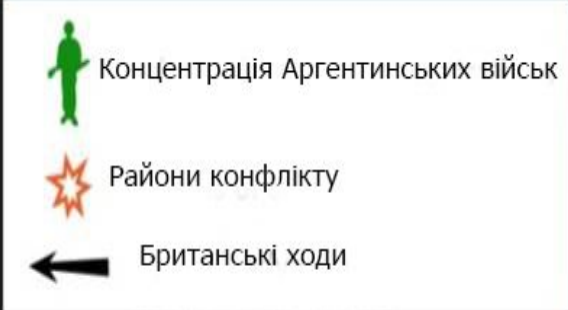 Концентрація Аргентинських військ
Райони конфлікту
Британські ходи